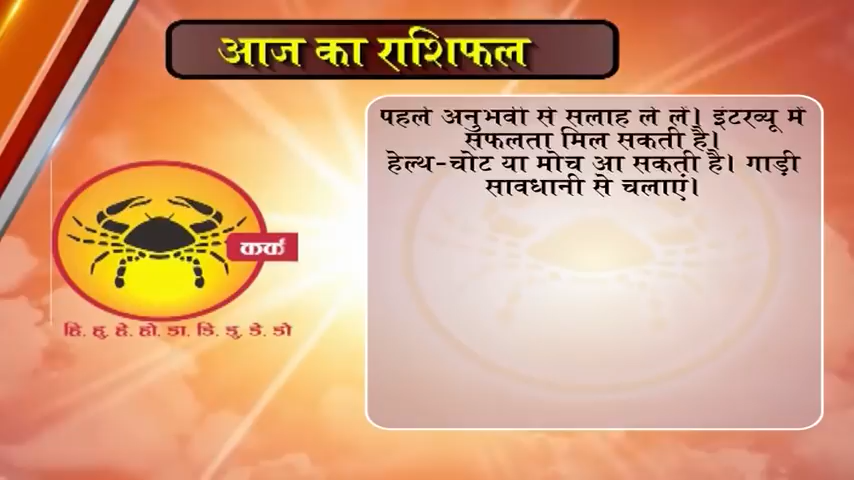 आज का राशिफल
पहले अनुभवी से सलाह ले लें। इंटरव्यू में
सफलता मिल सकती है।
हेल्थ-चोट या मोच आ सकती है। गाड़ी
सावधानी से चलाएं।
कर्क
हि. हु. हे. हो. डा. डि. डु. डे. डो